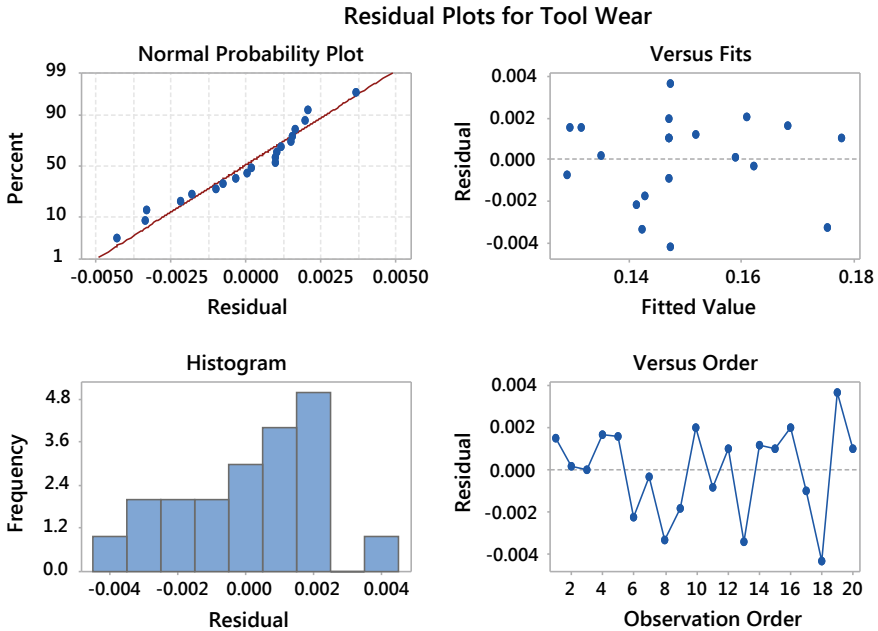 Residual Plots for Tool Wear
Normal Probability Plot
99
90
50
10
1
Percent
-0.0050 -0.0025 0.0000 0.0025 0.0050
Residual
Versus Fits
0.004
0.002
0.000
-0.002
-0.004
Residual
0.14 0.16 0.18
Fitted Value
Histogram
4.8
3.6
2.4
1.2
0.0
Frequency
-0.004 -0.002 0.000 0.002 0.004
Residual
Versus Order
0.004
0.002
0.000
-0.002
-0.004
Residual
2 4 6 8 10 12 14 16 18 20
Observation Order